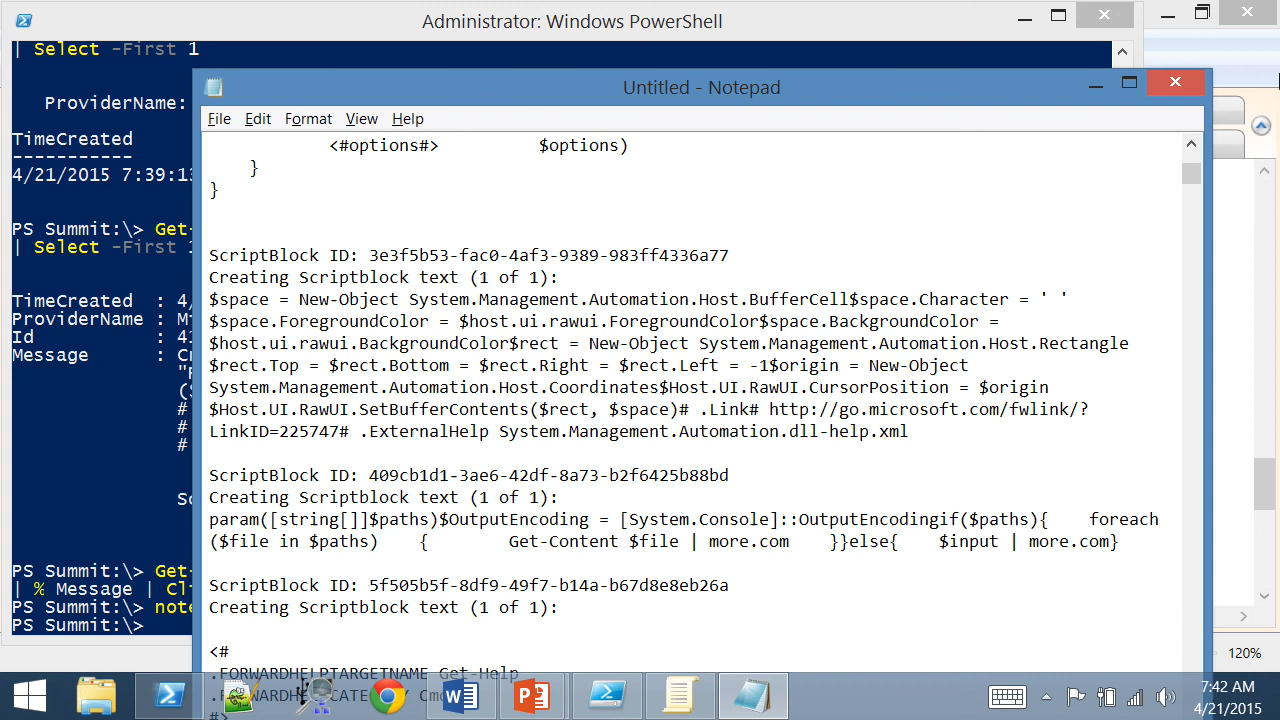 Administrator: Windows PowerShell
| Select -First 1
ProviderName:
TimeCreated
-----------
4/21/2015 7:39:13
PS Summit:\> Get-
| Select -First 1
TimeCreated : 4/
ProviderName : M
Id : 41
Message : C
#
#
#
PS Summit:\> Get-
| % Message | Cl
PS Summit:\> note
PS Summit:\>
Untitled - Notepad
File Edit Format View Help
<#options#> $options)
}
}
ScriptBlock ID: 3e3f5b53-fac0-4af3-9389-983ff4336a77
Creating Scriptblock text (1 of 1):
$space = New-Object System.Management.Automation.Host.BufferCell$space.Character = ' '
$space.ForegroundColor = $host.ui.rawui.ForegroundColor$space.BackgroundColor =
$host.ui.rawui.BackgroundColor$rect = New-Object System.Management.Automation.Host.Rectangle
$rect.Top = $rect.Bottom = $rect.Right = $rect.Left = -1$origin = New-Object
System.Management.Automation.Host.Coordinates$Host.UI.RawUI.CursorPosition = $origin
$Host.UI.RawUI.SetBufferContents($rect, $space)# .Link# http://go.microsoft.com/fwlink/?
LinkID=225747# .ExternalHelp System.Management.Automation.dll-help.xml
ScriptBlock ID: 409cb1d1-3ae6-42df-8a73-b2f6425b88bd
Creating Scriptblock text (1 of 1):
param([string[]]$paths)$OutputEncoding = [System.Console]::OutputEncodingif($paths){ foreach
($file in $paths) { Get-Content $file | more.com }}else{ $input | more.com}
ScriptBlock ID: 5f505b5f-8df9-49f7-b14a-b67d8e8eb26a
Creating Scriptblock text (1 of 1):
<#
.FORWARDHELPTARGETNAME Get-Help
.FORWARDHELPCATEGORY Cmd
#>
120%
7:42 AM
4/21/2015